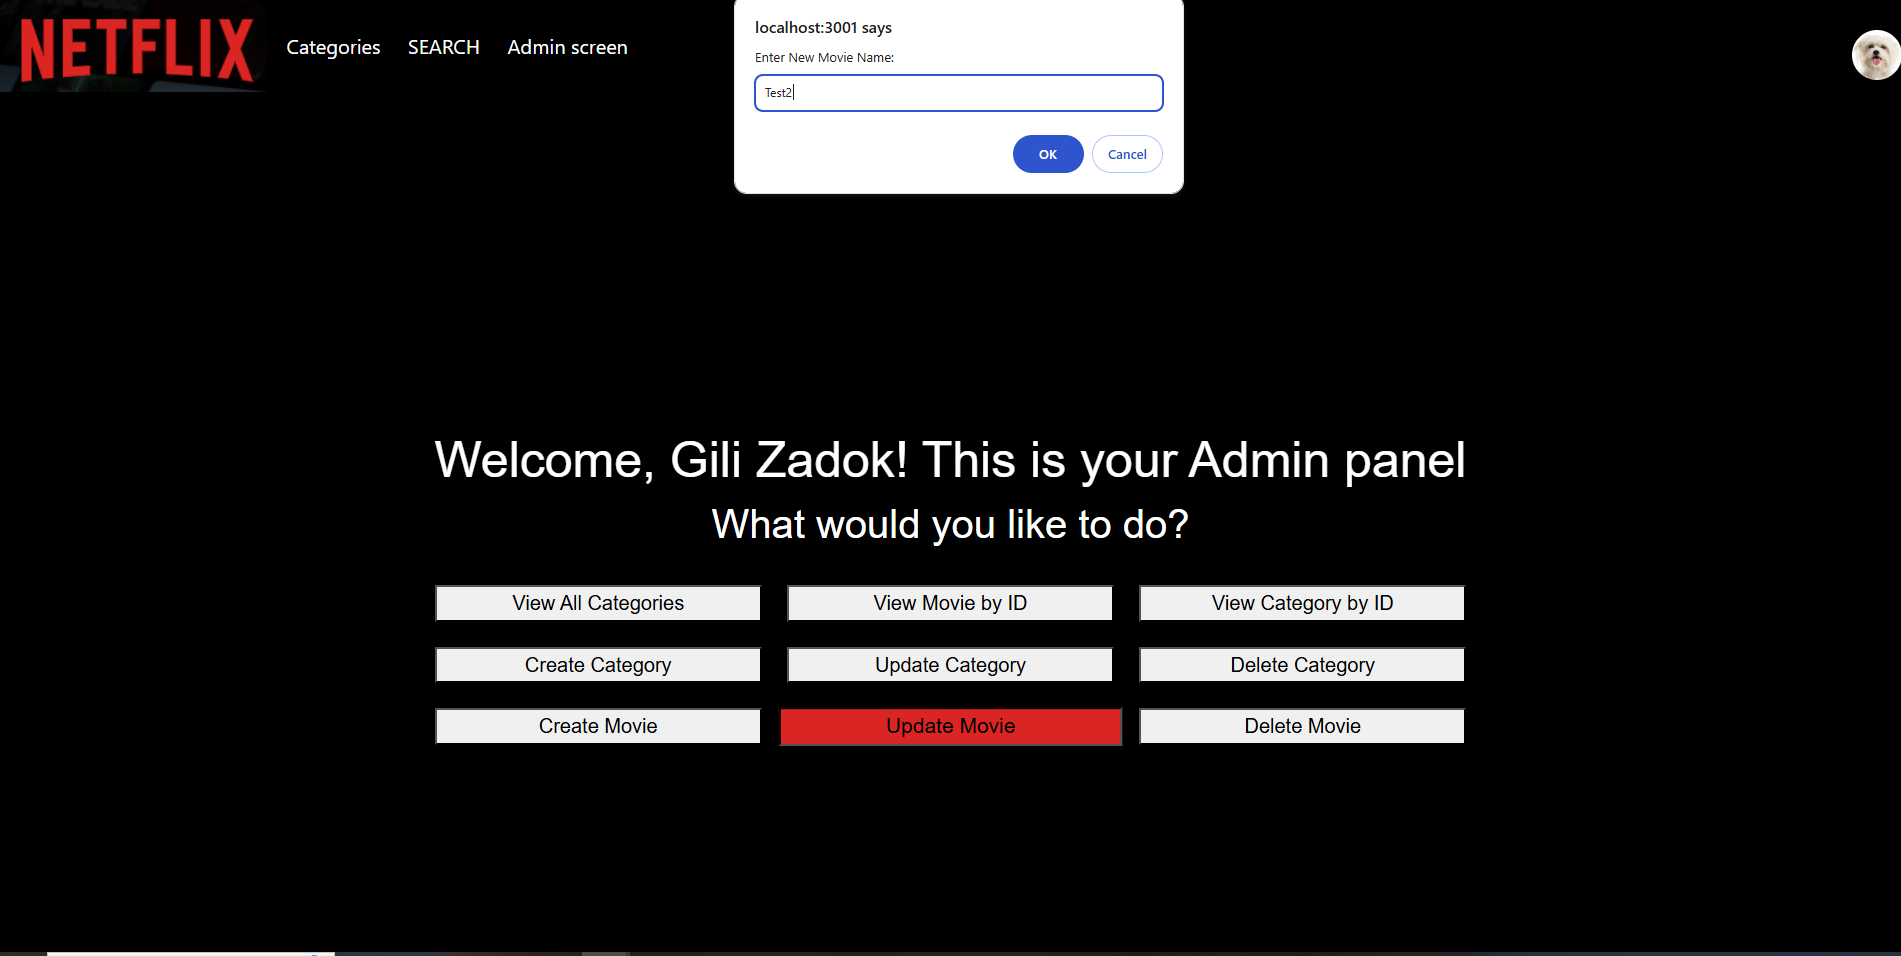 NETFLIX
Categories SEARCH Admin screen
localhost:3001 says
Enter New Movie Name:
Test2
OK Cancel
Welcome, Gili Zadok! This is your Admin panel
What would you like to do?
View All Categories View Movie by ID View Category by ID
Create Category Update Category Delete Category
Create Movie Update Movie Delete Movie